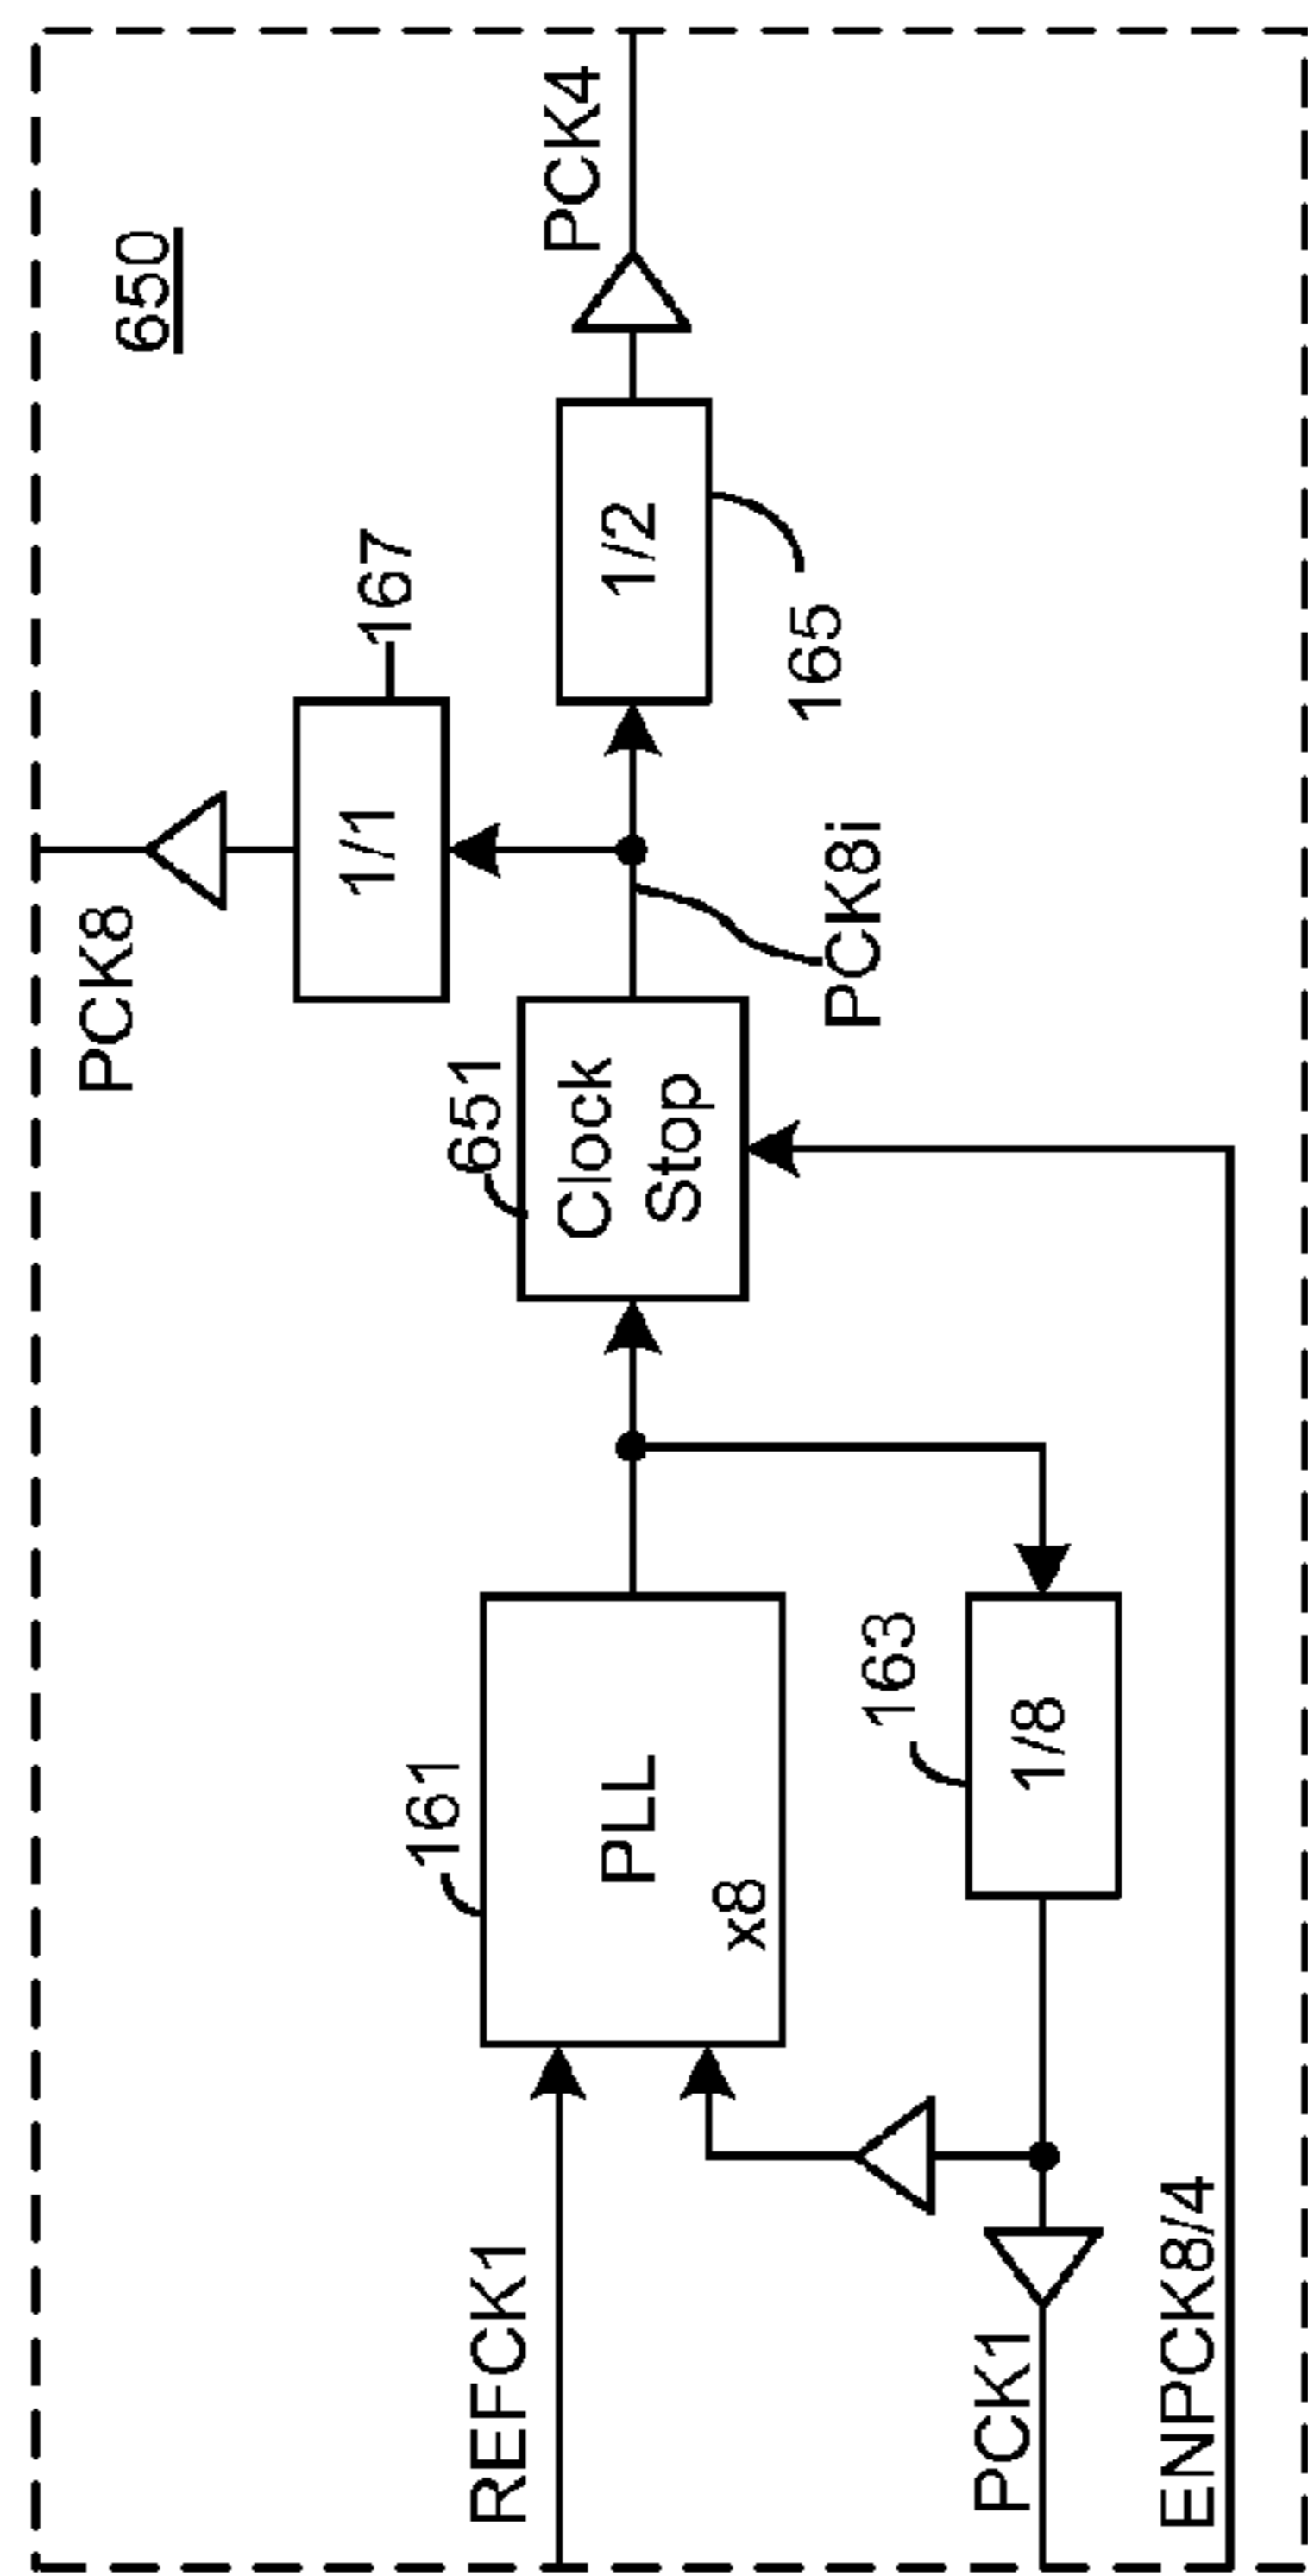 650
PCK8
167
1/1
PCK4
1/2
165
PCK8i
651
Clock
Stop
161
PLL
x8
163
1/8
REFCK1
PCK1
ENPCK8/4